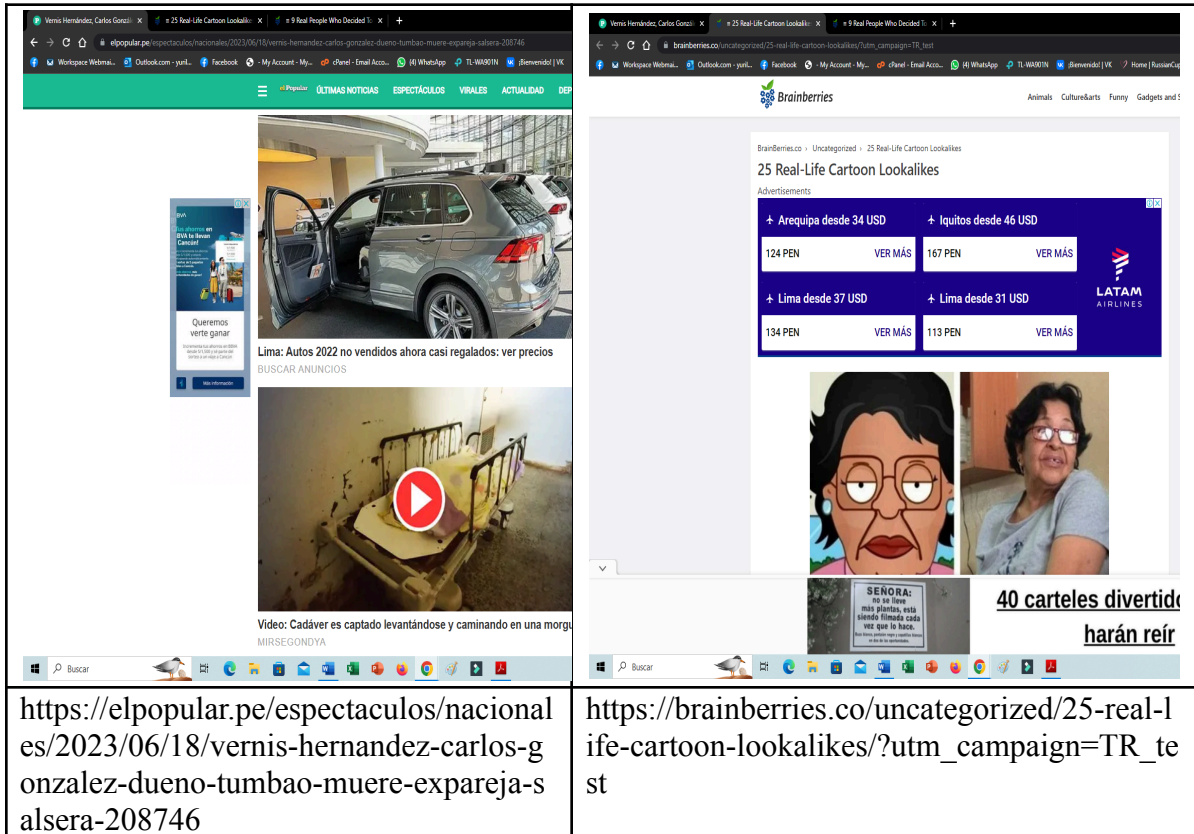 Vernis Hernández, Carlos Gonzál
25 Real-Life Cartoon Lookalike
9 Real People Who Decided To
elpopular.pe/espectaculos/nacionales/2023/06/18/vernis-hernandez-carlos-gonzalez-dueno-tumbao-muere-expareja-salsera-208746
Workspace Webmai... Outlook.com - yuril... Facebook - My Account - My... cPanel - Email Acco... (4) WhatsApp TL-WA901N ¡Bienvenido! | VK
el Popular ÚLTIMAS NOTICIAS ESPECTÁCULOS VIRALES ACTUALIDAD DEP
BVA
Tus ahorros en
BVA te llevan
Cancún!
Queremos
verte ganar
Más información
Lima: Autos 2022 no vendidos ahora casi regalados: ver precios
BUSCAR ANUNCIOS
Video: Cadáver es captado levantándose y caminando en una morgu
MIRSEGONDYA
Buscar
https://elpopular.pe/espectaculos/nacional
es/2023/06/18/vernis-hernandez-carlos-g
onzalez-dueno-tumbao-muere-expareja-s
alsera-208746
Vernis Hernández, Carlos Gonzál
25 Real-Life Cartoon Lookalike
9 Real People Who Decided To
brainberries.co/uncategorized/25-real-life-cartoon-lookalikes/?utm_campaign=TR_test
Workspace Webmai... Outlook.com - yuril... Facebook - My Account - My... cPanel - Email Acco... (4) WhatsApp TL-WA901N ¡Bienvenido! | VK Home | RussianCup
Brainberries
Animals Culture&arts Funny Gadgets and S
BrainBerries.co › Uncategorized › 25 Real-Life Cartoon Lookalikes
25 Real-Life Cartoon Lookalikes
Advertisements
Arequipa desde 34 USD
124 PEN VER MÁS
Iquitos desde 46 USD
167 PEN VER MÁS
Lima desde 37 USD
134 PEN VER MÁS
Lima desde 31 USD
113 PEN VER MÁS
LATAM
AIRLINES
SEÑORA:
no se lleve
más plantas, está
siendo filmada cada
vez que lo hace.
40 carteles divertido
harán reír
Buscar
https://brainberries.co/uncategorized/25-real-l
ife-cartoon-lookalikes/?utm_campaign=TR_te
st